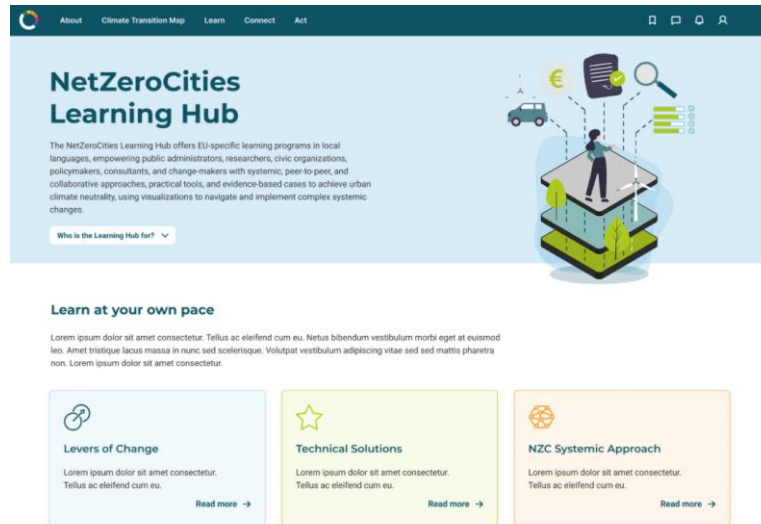 About Climate Transition Map Learn Connect Act
NetZeroCities
Learning Hub
The NetZeroCities Learning Hub offers EU-specific learning programs in local
languages, empowering public administrators, researchers, civic organizations,
policymakers, consultants, and change-makers with systemic, peer-to-peer, and
collaborative approaches, practical tools, and evidence-based cases to achieve urban
climate neutrality, using visualizations to navigate and implement complex systemic
changes.
Who is the Learning Hub for?
€
Learn at your own pace
Lorem ipsum dolor sit amet consectetur. Tellus ac eleifend cum eu. Netus bibendum vestibulum morbi eget at euismod
leo. Amet tristique lacus massa in nunc sed scelerisque. Volutpat vestibulum adipiscing vitae sed sed mattis pharetra
non. Lorem ipsum dolor sit amet consectetur.
Levers of Change
Lorem ipsum dolor sit amet consectetur.
Tellus ac eleifend cum eu.
Read more →
Technical Solutions
Lorem ipsum dolor sit amet consectetur.
Tellus ac eleifend cum eu.
Read more →
NZC Systemic Approach
Lorem ipsum dolor sit amet consectetur.
Tellus ac eleifend cum eu.
Read more →